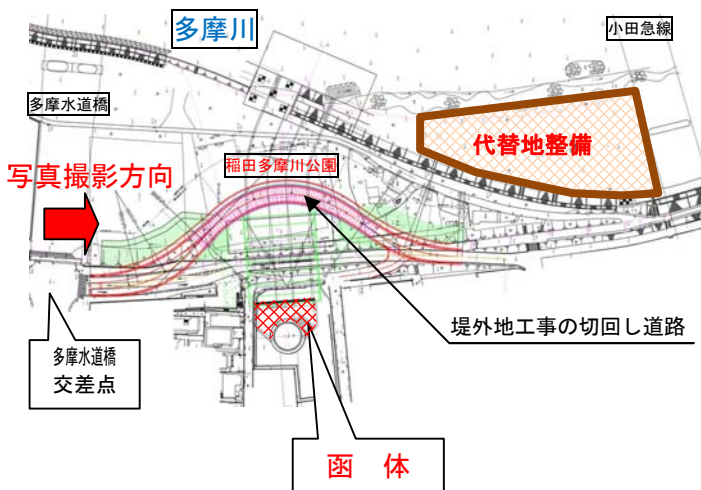 多摩川
小田急線
多摩水道橋
代替地整備
稲田多摩川公園
写真撮影方向
堤外地工事の切回し道路
多摩水道橋
交差点
函 体